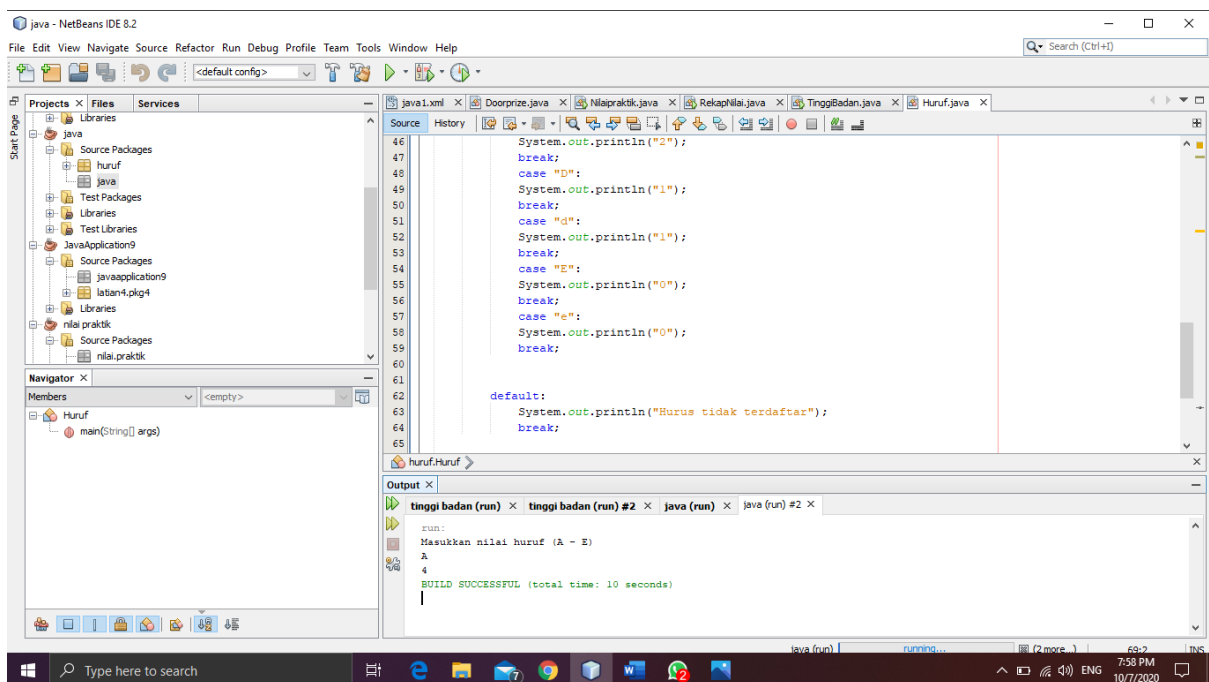 java - NetBeans IDE 8.2
File Edit View Navigate Source Refactor Run Debug Profile Team Tools Window Help
Search (Ctrl+I)
<default config>
Projects Files Services
Start Page
Libraries
java
Source Packages
huruf
java
Test Packages
Libraries
Test Libraries
JavaApplication9
Source Packages
javaapplication9
latian4.pkg4
Libraries
nilai praktik
Source Packages
nilai.praktik
Navigator
Members <empty>
Huruf
main(String[] args)
java1.xml Doorprize.java Nilaipraktik.java RekapNilai.java TinggiBadan.java Huruf.java
Source History
46 System.out.println("2");
47 break;
48 case "D":
49 System.out.println("1");
50 break;
51 case "d":
52 System.out.println("1");
53 break;
54 case "E":
55 System.out.println("0");
56 break;
57 case "e":
58 System.out.println("0");
59 break;
60
61
62 default:
63 System.out.println("Hurus tidak terdaftar");
64 break;
65
huruf.Huruf
Output
tinggi badan (run) tinggi badan (run) #2 java (run) java (run) #2
run:
Masukkan nilai huruf (A - E)
A
4
BUILD SUCCESSFUL (total time: 10 seconds)
java (run) running... (2 more...) 69:2 INS
Type here to search
7
2
ENG
7:58 PM
10/7/2020